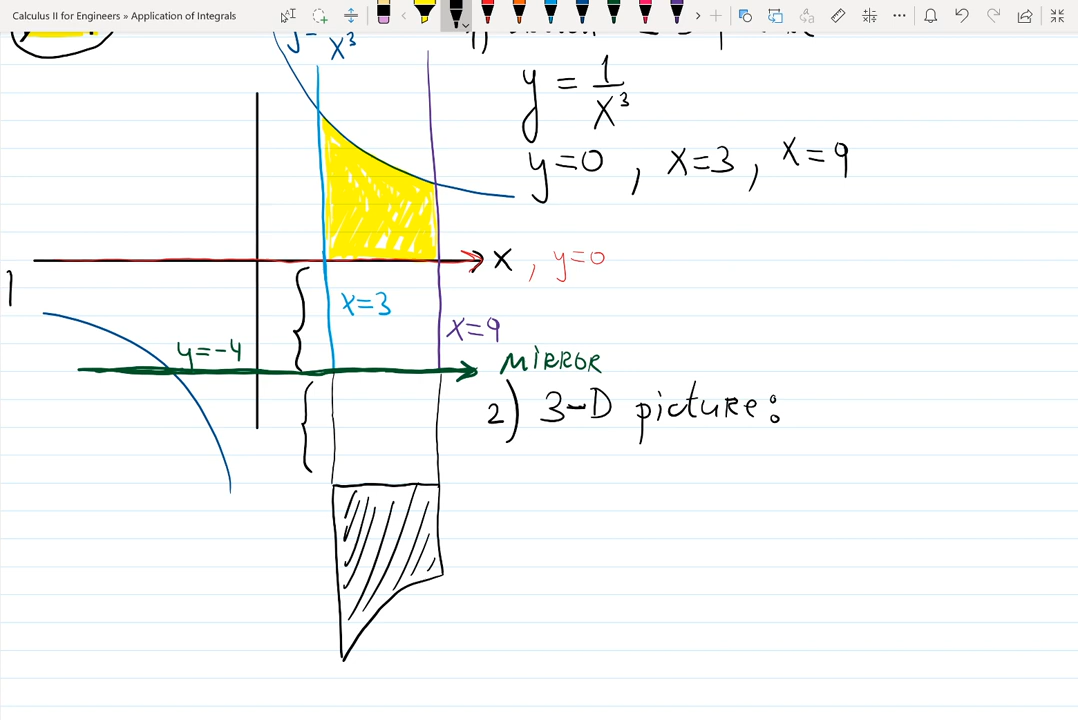 Calculus II for Engineers » Application of Integrals
x³
y = 1/x³
y=0 , x=3 , x=9
x , y=0
x=3
x=9
y=-4
MiRROR
2) 3-D picture: